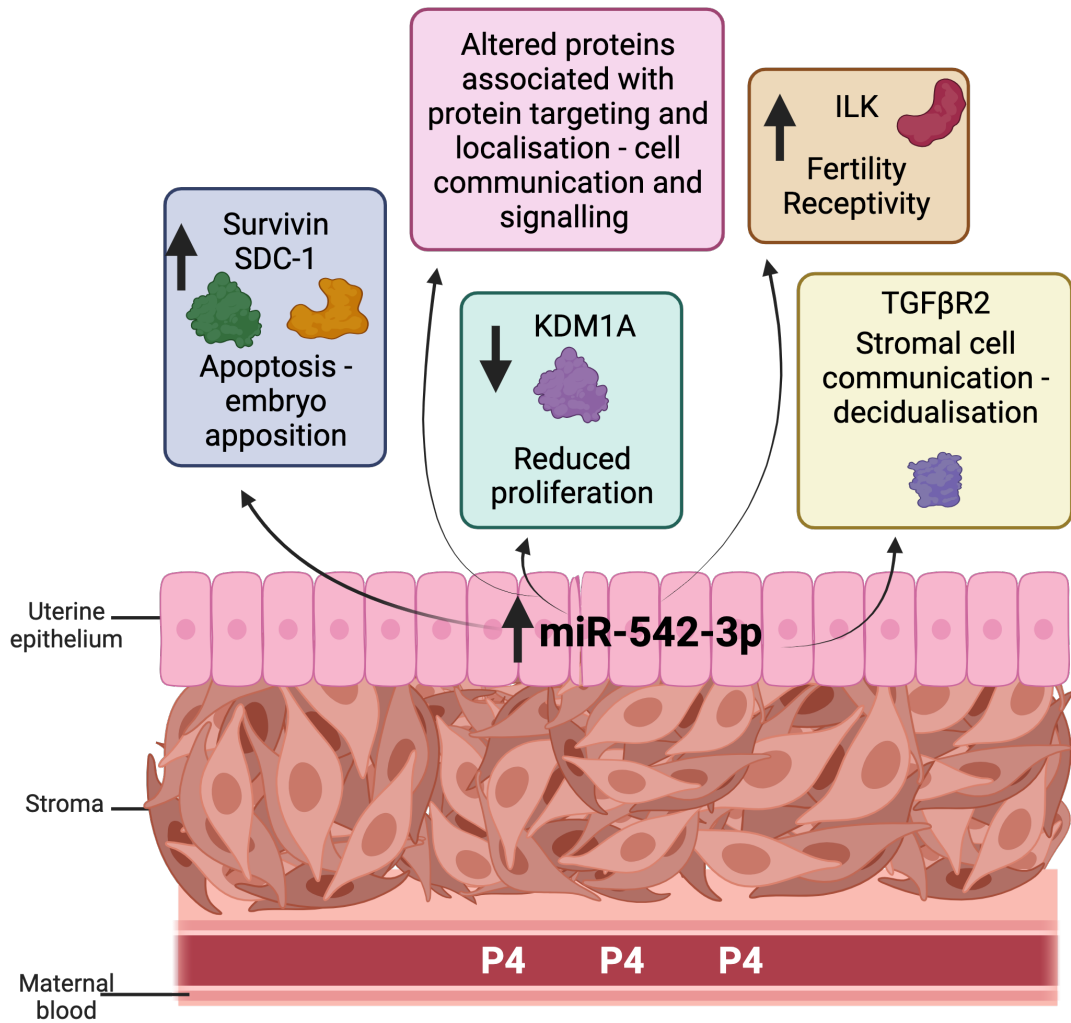 Altered proteins
associated with
protein targeting and
localisation - cell
communication and
signalling
ILK
Fertility
Receptivity
Survivin
SDC-1
Apoptosis -
embryo
apposition
KDM1A
Reduced
proliferation
TGFβR2
Stromal cell
communication -
decidualisation
Uterine
epithelium
miR-542-3p
Stroma
P4 P4 P4
Maternal
blood